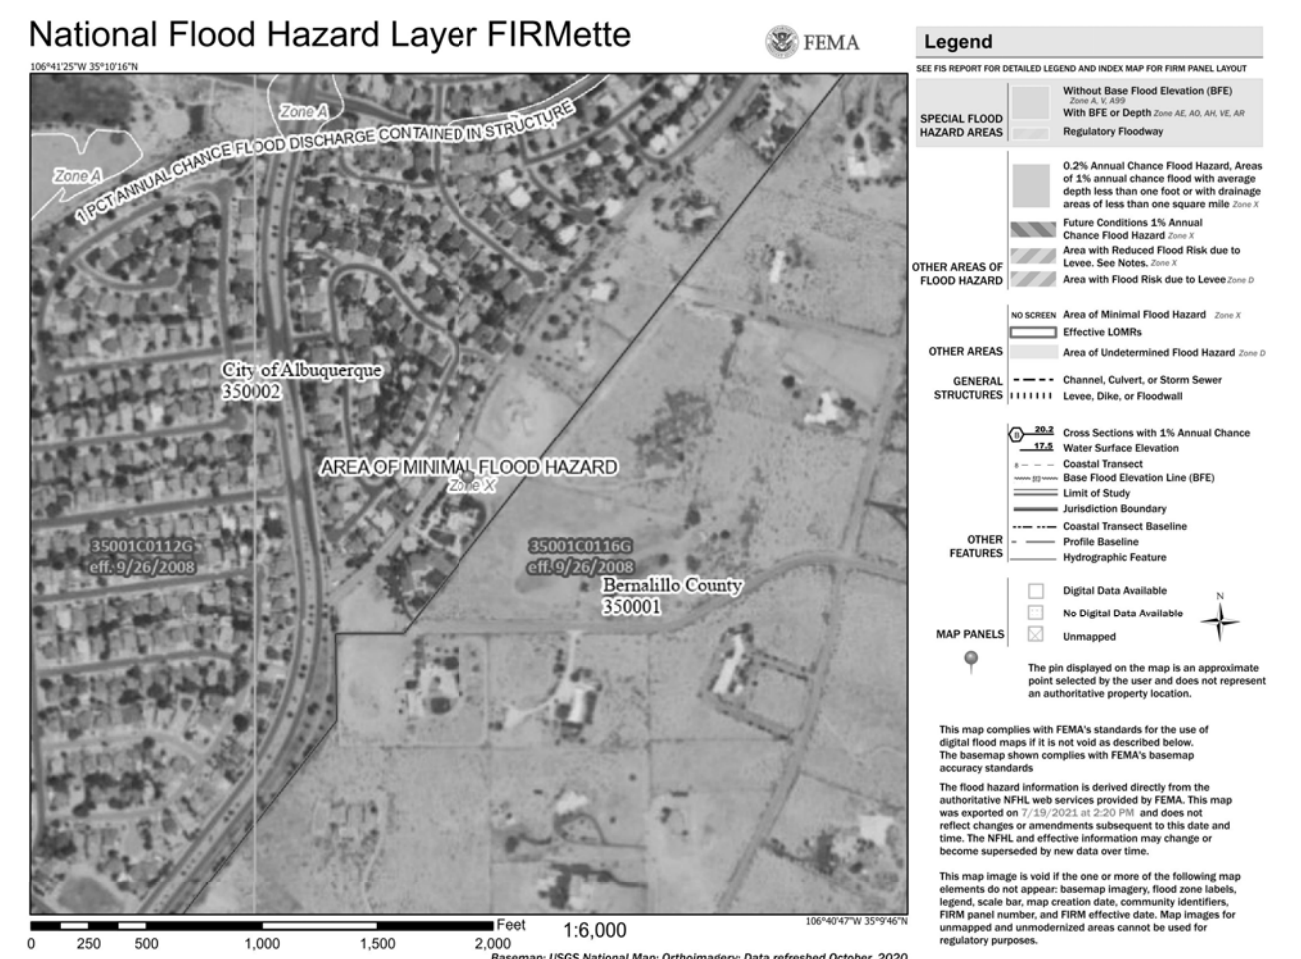 National Flood Hazard Layer FIRMette
FEMA
106°41'25"W 35°10'16"N
Zone A
1 PCT ANNUAL CHANCE FLOOD DISCHARGE CONTAINED IN STRUCTURE
Zone A
City of Albuquerque
350002
AREA OF MINIMAL FLOOD HAZARD
Zone X
35001C0112G
eff. 9/26/2008
35001C0116G
eff. 9/26/2008
Bernalillo County
350001
106°40'47"W 35°9'46"N
0 250 500 1,000 1,500 2,000
Feet
1:6,000
Basemap: USGS National Map: Orthoimagery: Data refreshed October, 2020
Legend
SEE FIS REPORT FOR DETAILED LEGEND AND INDEX MAP FOR FIRM PANEL LAYOUT
SPECIAL FLOOD
HAZARD AREAS
Without Base Flood Elevation (BFE)
Zone A, V, A99
With BFE or Depth Zone AE, AO, AH, VE, AR
Regulatory Floodway
OTHER AREAS OF
FLOOD HAZARD
0.2% Annual Chance Flood Hazard, Areas
of 1% annual chance flood with average
depth less than one foot or with drainage
areas of less than one square mile Zone X
Future Conditions 1% Annual
Chance Flood Hazard Zone X
Area with Reduced Flood Risk due to
Levee. See Notes. Zone X
Area with Flood Risk due to Levee Zone D
OTHER AREAS
NO SCREEN Area of Minimal Flood Hazard Zone X
Effective LOMRs
Area of Undetermined Flood Hazard Zone D
GENERAL
STRUCTURES
Channel, Culvert, or Storm Sewer
Levee, Dike, or Floodwall
OTHER
FEATURES
B 20.2 Cross Sections with 1% Annual Chance
17.5 Water Surface Elevation
8 Coastal Transect
513 Base Flood Elevation Line (BFE)
Limit of Study
Jurisdiction Boundary
Coastal Transect Baseline
Profile Baseline
Hydrographic Feature
MAP PANELS
Digital Data Available
No Digital Data Available
Unmapped
N
The pin displayed on the map is an approximate
point selected by the user and does not represent
an authoritative property location.
This map complies with FEMA's standards for the use of
digital flood maps if it is not void as described below.
The basemap shown complies with FEMA's basemap
accuracy standards
The flood hazard information is derived directly from the
authoritative NFHL web services provided by FEMA. This map
was exported on 7/19/2021 at 2:20 PM and does not
reflect changes or amendments subsequent to this date and
time. The NFHL and effective information may change or
become superseded by new data over time.
This map image is void if the one or more of the following map
elements do not appear: basemap imagery, flood zone labels,
legend, scale bar, map creation date, community identifiers,
FIRM panel number, and FIRM effective date. Map images for
unmapped and unmodernized areas cannot be used for
regulatory purposes.